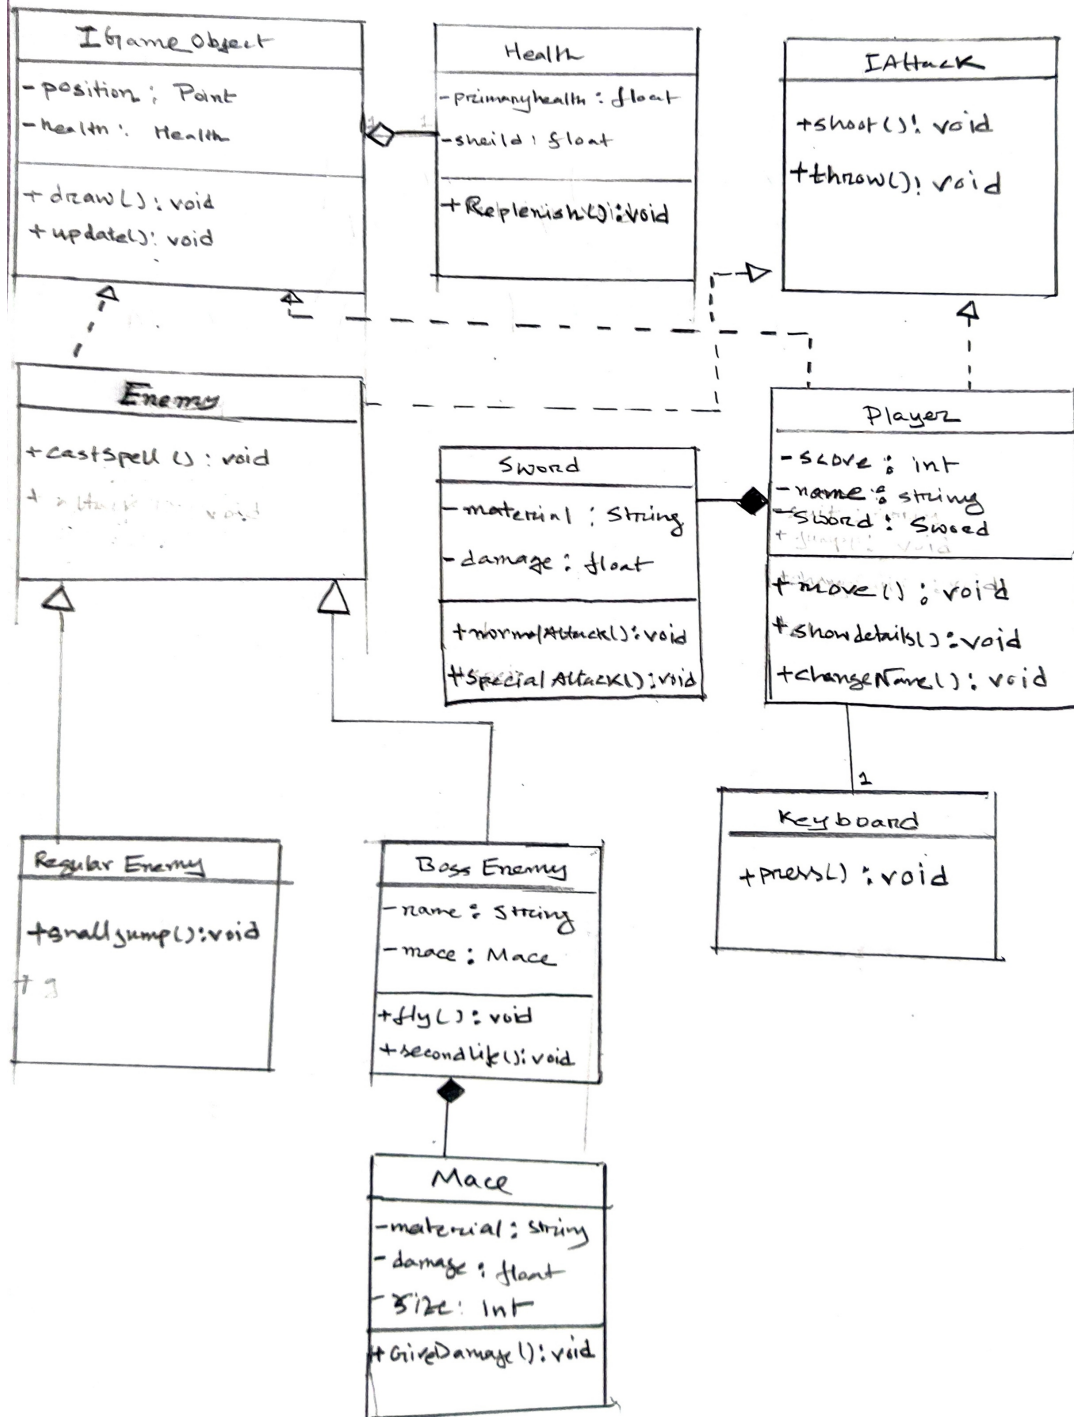 IGameObject
- position : Point
- health : Health
+ draw() : void
+ update() : void
Health
- primaryhealth : float
- sheild : float
+ Replenish() : void
IAttack
+ shoot() : void
+ throw() : void
Enemy
+ castSpell () : void
Sword
- material : String
- damage : float
+ normalAttack() : void
+ SpecialAttack() : void
Player
- score : int
- name : string
- Sword : Sword
+ move() : void
+ showdetails() : void
+ changeName() : void
1
Keyboard
+ press() : void
Regular Enemy
+ smalljump() : void
Boss Enemy
- name : String
- mace : Mace
+ fly() : void
+ secondLife() : void
Mace
- material : String
- damage : float
- Size : Int
+ GiveDamage() : void